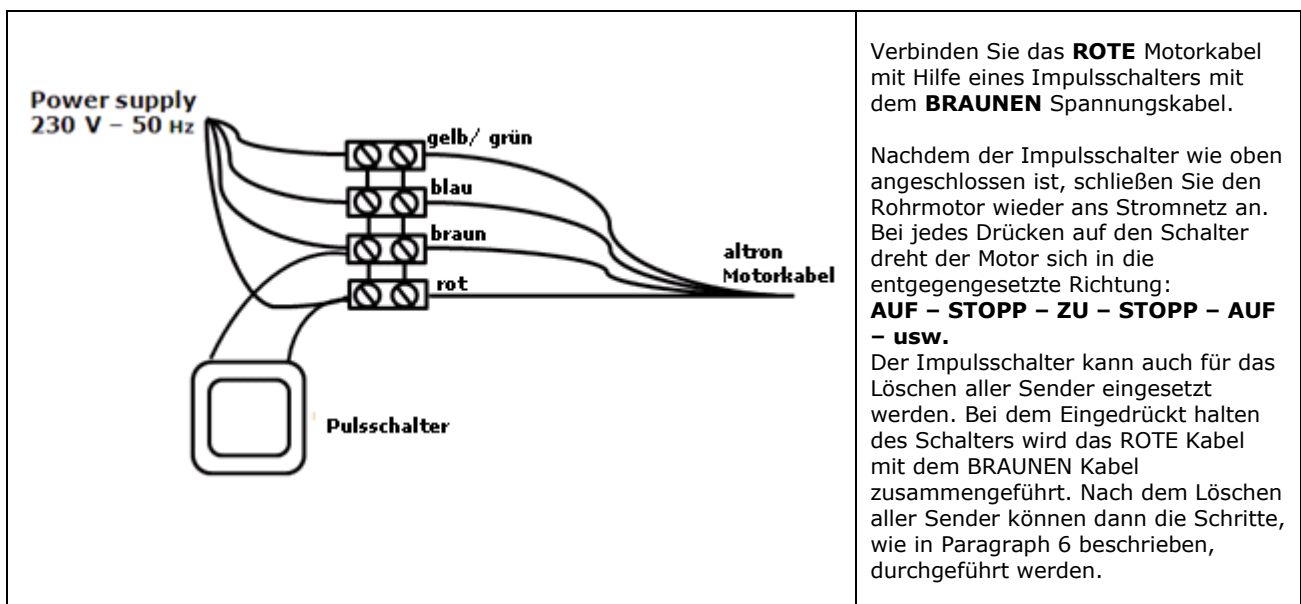 Power supply
230 V – 50 Hz
gelb/ grün
blau
braun
rot
altron
Motorkabel
Pulsschalter
Verbinden Sie das ROTE Motorkabel
mit Hilfe eines Impulsschalters mit
dem BRAUNEN Spannungskabel.
Nachdem der Impulsschalter wie oben
angeschlossen ist, schließen Sie den
Rohrmotor wieder ans Stromnetz an.
Bei jedes Drücken auf den Schalter
dreht der Motor sich in die
entgegengesetzte Richtung:
AUF – STOPP – ZU – STOPP – AUF
– usw.
Der Impulsschalter kann auch für das
Löschen aller Sender eingesetzt
werden. Bei dem Eingedrückt halten
des Schalters wird das ROTE Kabel
mit dem BRAUNEN Kabel
zusammengeführt. Nach dem Löschen
aller Sender können dann die Schritte,
wie in Paragraph 6 beschrieben,
durchgeführt werden.